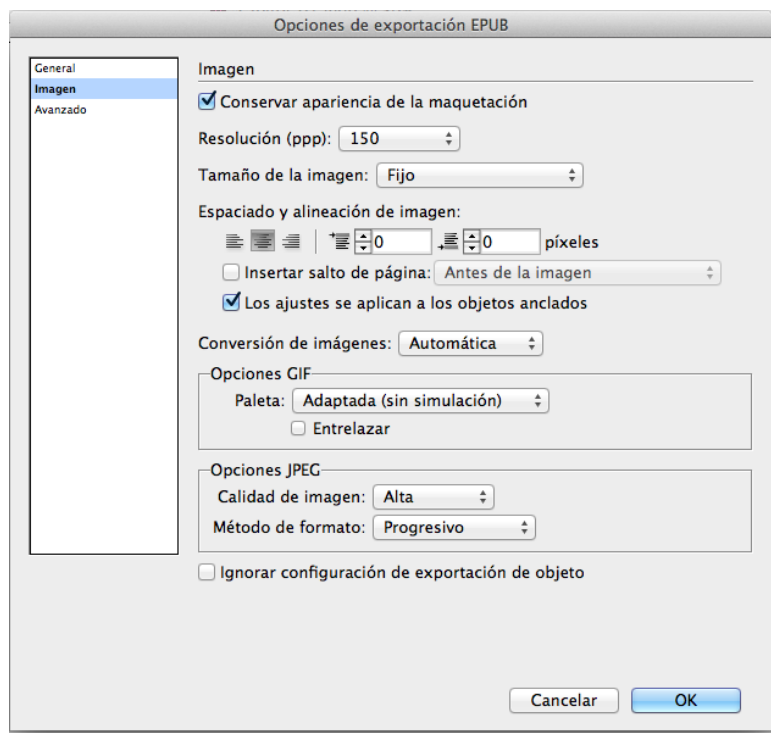 Opciones de exportación EPUB
General
Imagen
Avanzado
Imagen
Conservar apariencia de la maquetación
Resolución (ppp): 150
Tamaño de la imagen: Fijo
Espaciado y alineación de imagen:
0 0 píxeles
Insertar salto de página: Antes de la imagen
Los ajustes se aplican a los objetos anclados
Conversión de imágenes: Automática
Opciones GIF
Paleta: Adaptada (sin simulación)
Entrelazar
Opciones JPEG
Calidad de imagen: Alta
Método de formato: Progresivo
Ignorar configuración de exportación de objeto
Cancelar OK